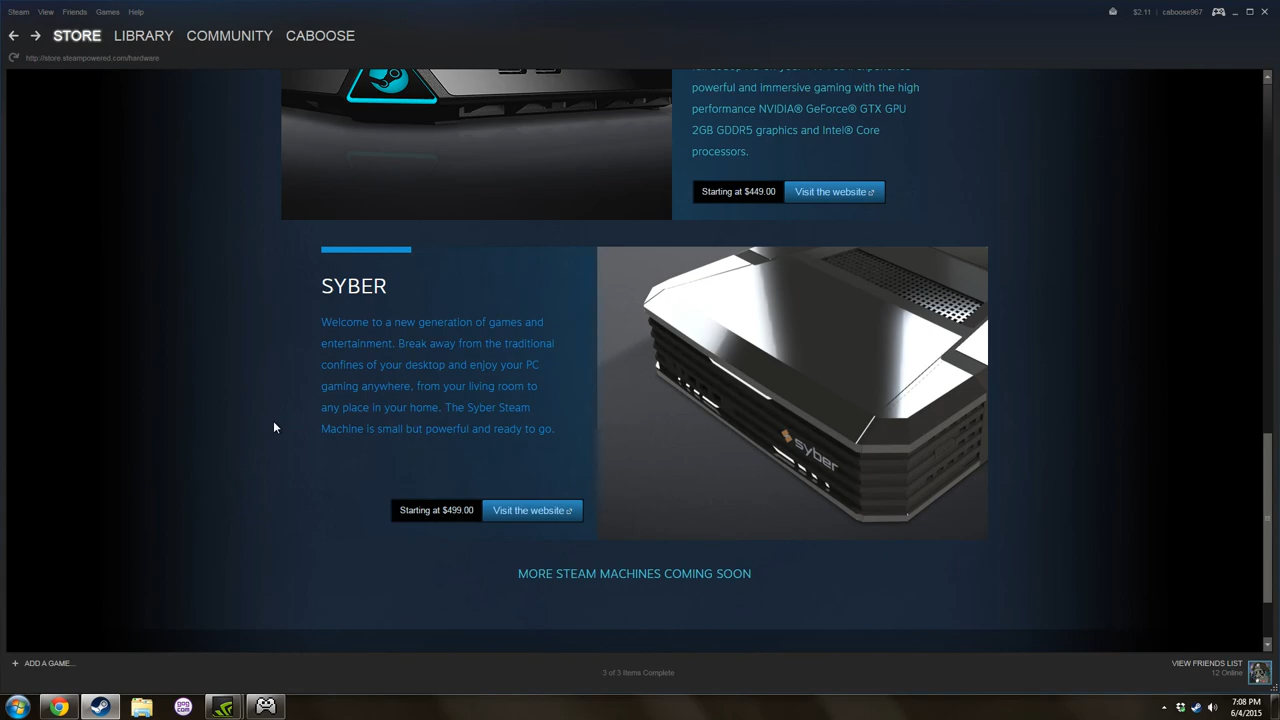 Steam View Friends Games Help
$2.11 caboose967
STORE LIBRARY COMMUNITY CABOOSE
http://store.steampowered.com/hardware
powerful and immersive gaming with the high
performance NVIDIA® GeForce® GTX GPU
2GB GDDR5 graphics and Intel® Core
processors.
Starting at $449.00 Visit the website
SYBER
Welcome to a new generation of games and
entertainment. Break away from the traditional
confines of your desktop and enjoy your PC
gaming anywhere, from your living room to
any place in your home. The Syber Steam
Machine is small but powerful and ready to go.
syber
Starting at $499.00 Visit the website
MORE STEAM MACHINES COMING SOON
+ ADD A GAME...
3 of 3 Items Complete
VIEW FRIENDS LIST
12 Online
gog.com
7:08 PM
6/4/2015